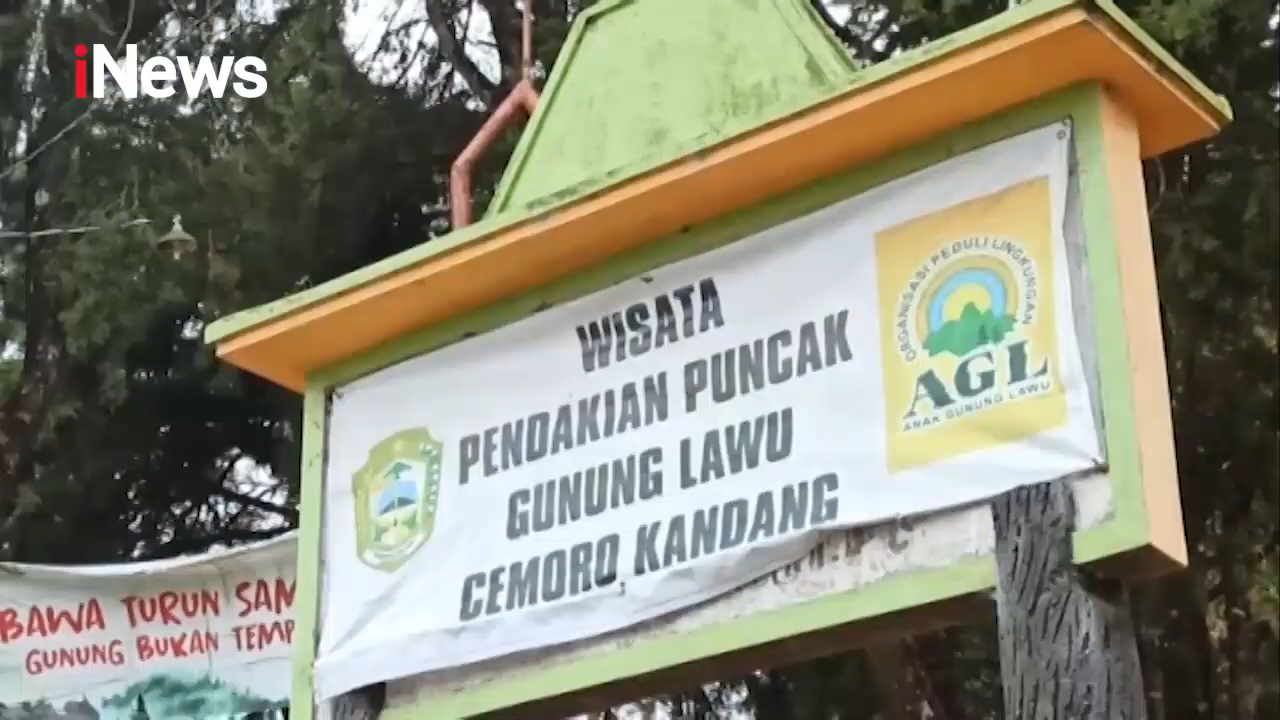 iNews
WISATA
PENDAKIAN PUNCAK
GUNUNG LAWU
CEMORO KANDANG
ORGANISASI PEDULI LINGKUNGAN
AGL
ANAK GUNUNG LAWU
BAWA TURUN SAM
GUNUNG BUKAN TEMP